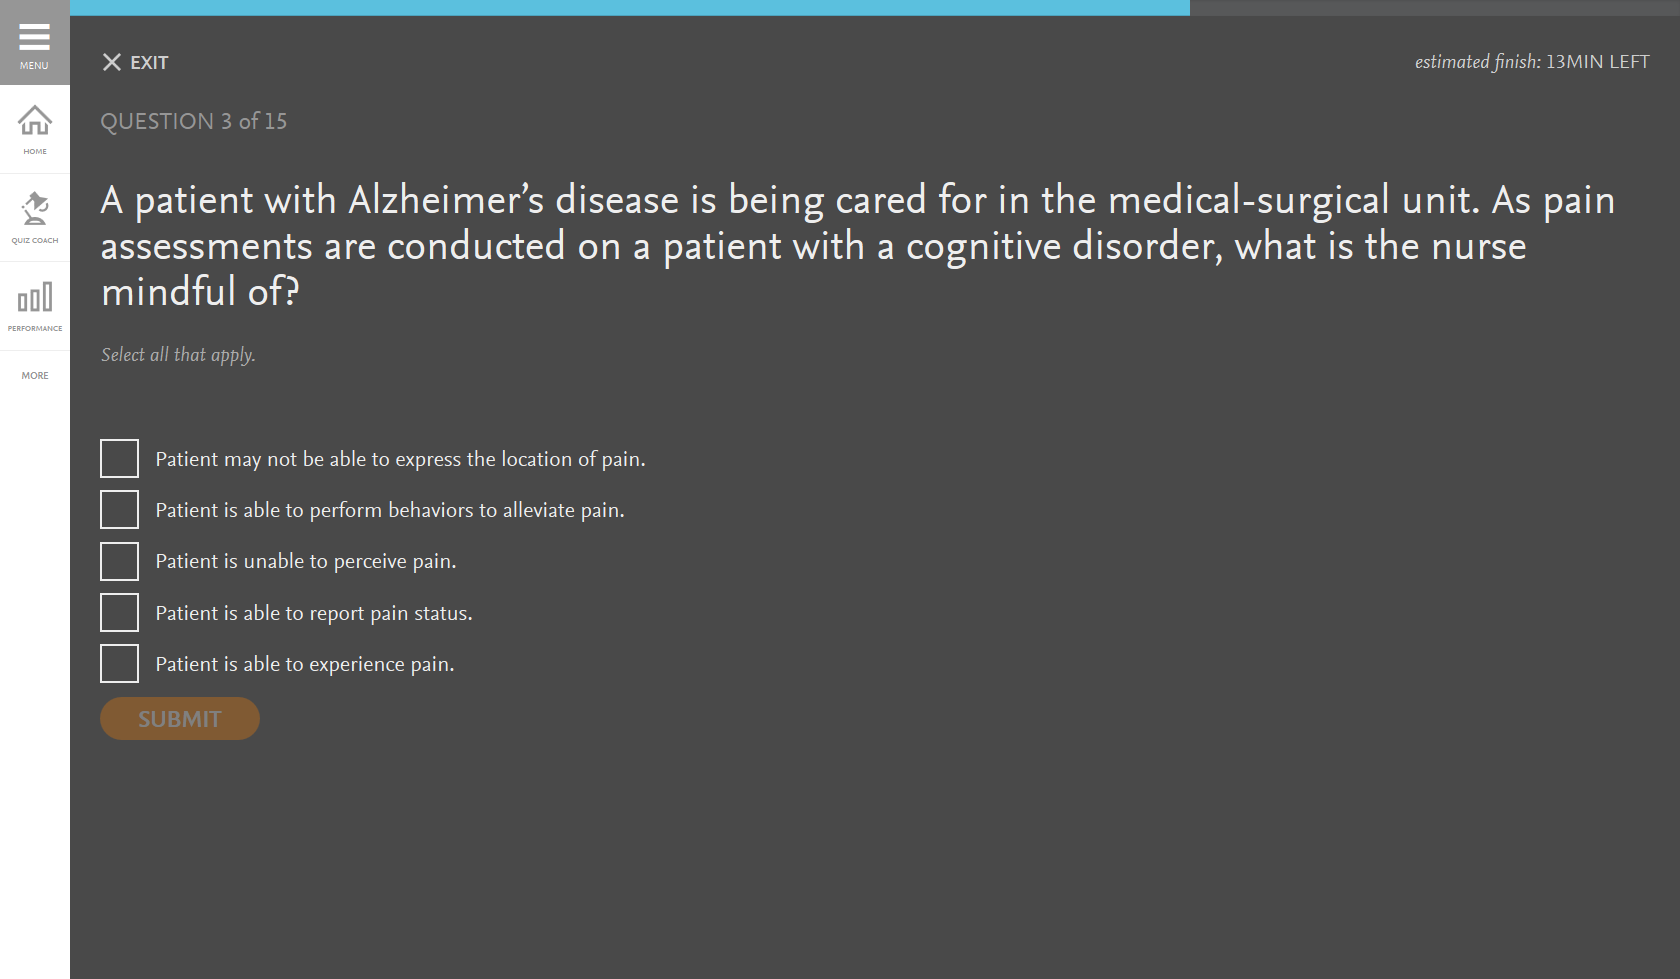 MENU
HOME
QUIZ COACH
PERFORMANCE
MORE
EXIT
estimated finish: 13MIN LEFT
QUESTION 3 of 15
A patient with Alzheimer’s disease is being cared for in the medical-surgical unit. As pain
assessments are conducted on a patient with a cognitive disorder, what is the nurse
mindful of?
Select all that apply.
Patient may not be able to express the location of pain.
Patient is able to perform behaviors to alleviate pain.
Patient is unable to perceive pain.
Patient is able to report pain status.
Patient is able to experience pain.
SUBMIT